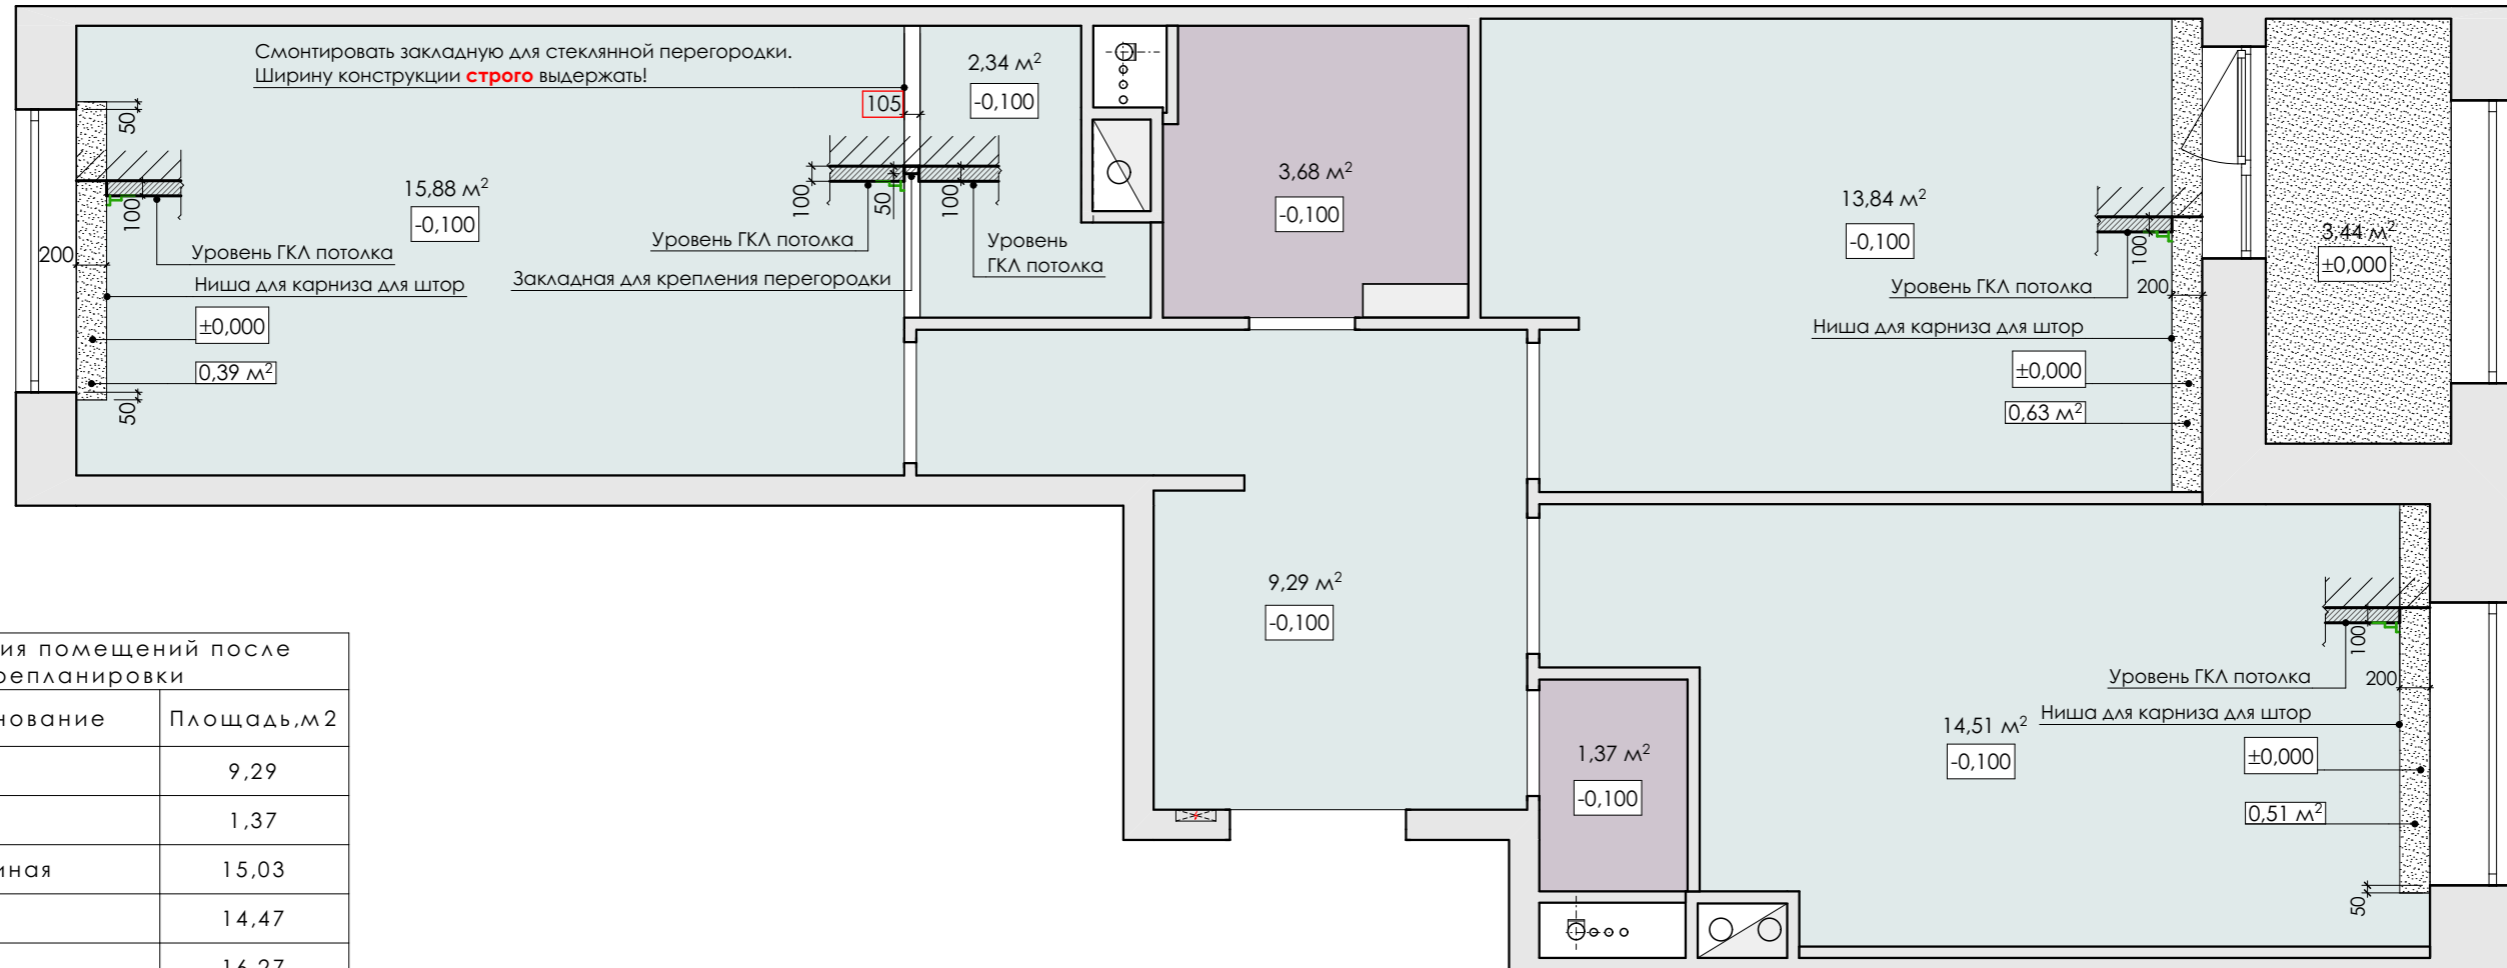 Смонтировать закладную для стеклянной перегородки.
Ширину конструкции строго выдержать!
105
2,34 м²
-0,100
50
100
200
15,88 м²
-0,100
Уровень ГКЛ потолка
Ниша для карниза для штор
±0,000
0,39 м²
50
100
50
100
Уровень ГКЛ потолка
Уровень
ГКЛ потолка
Закладная для крепления перегородки
3,68 м²
-0,100
13,84 м²
-0,100
100
200
Уровень ГКЛ потолка
Ниша для карниза для штор
±0,000
0,63 м²
3,44 м²
±0,000
9,29 м²
-0,100
1,37 м²
-0,100
14,51 м²
-0,100
100
200
Уровень ГКЛ потолка
Ниша для карниза для штор
±0,000
0,51 м²
50
ия помещений после
репланировки
нование Площадь,м2
9,29
1,37
иная 15,03
14,47
16,27